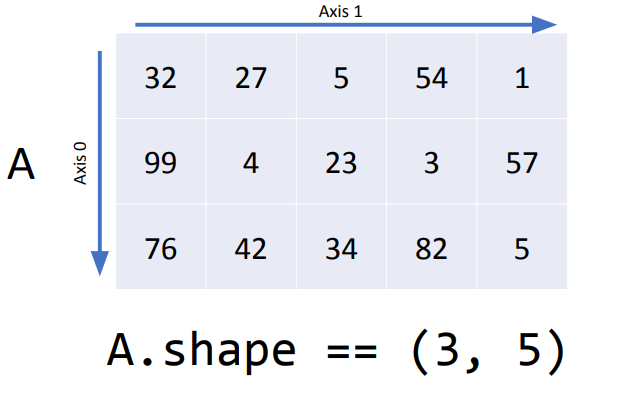 Axis 1
32 27 5 54 1
A
Axis 0
99 4 23 3 57
76 42 34 82 5
A.shape == (3, 5)